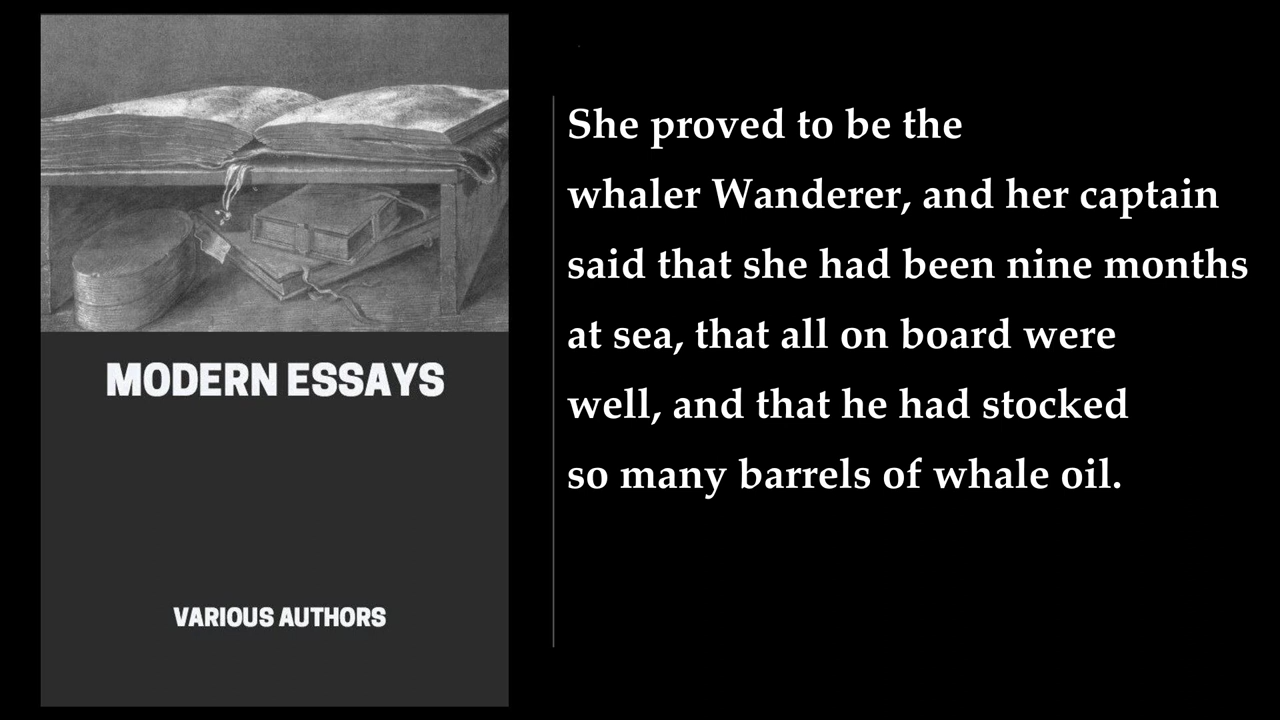 MODERN ESSAYS
VARIOUS AUTHORS
She proved to be the
whaler Wanderer, and her captain
said that she had been nine months
at sea, that all on board were
well, and that he had stocked
so many barrels of whale oil.